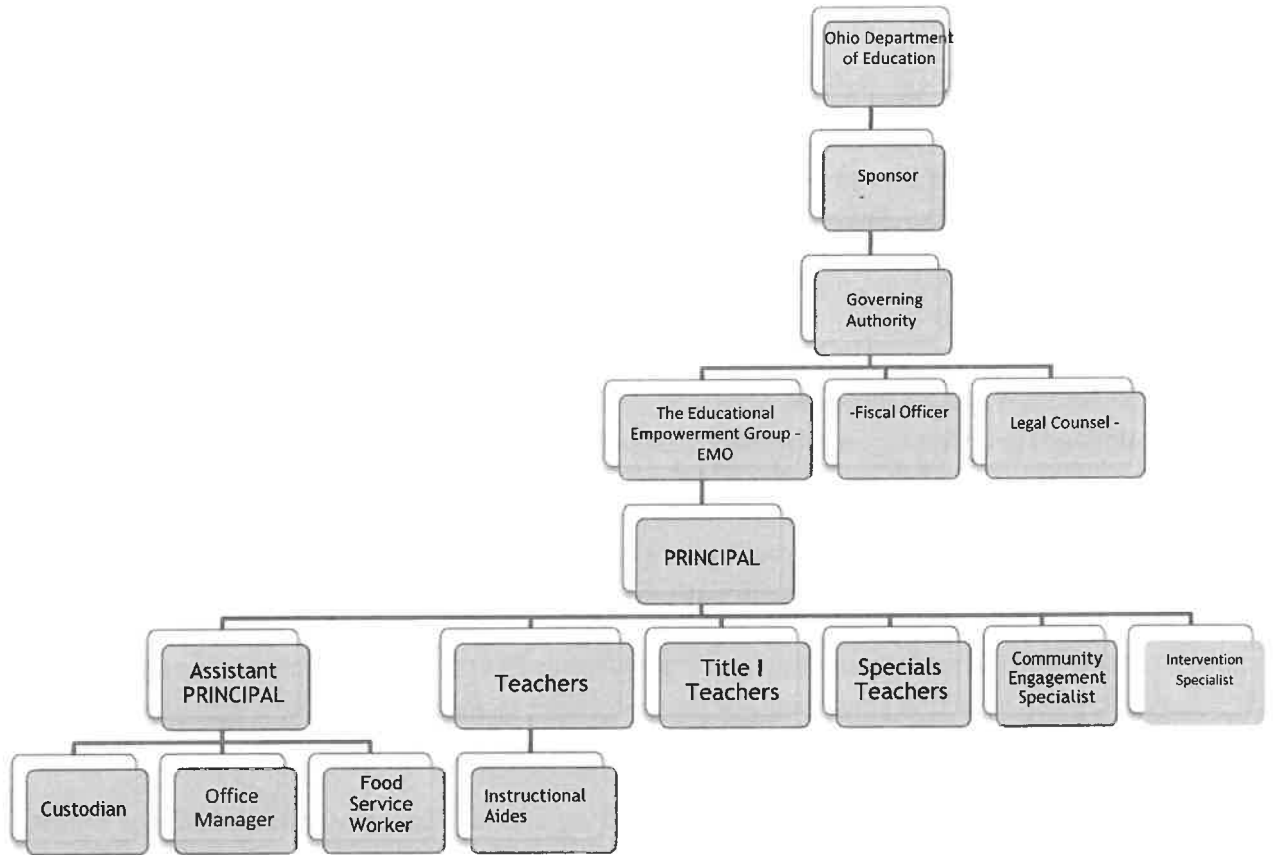 Ohio Department
of Education
Sponsor
-
Governing
Authority
The Educational
Empowerment Group -
EMO
-Fiscal Officer
Legal Counsel -
PRINCIPAL
Assistant
PRINCIPAL
Teachers
Title I
Teachers
Specials
Teachers
Community
Engagement
Specialist
Intervention
Specialist
Custodian
Office
Manager
Food
Service
Worker
Instructional
Aides